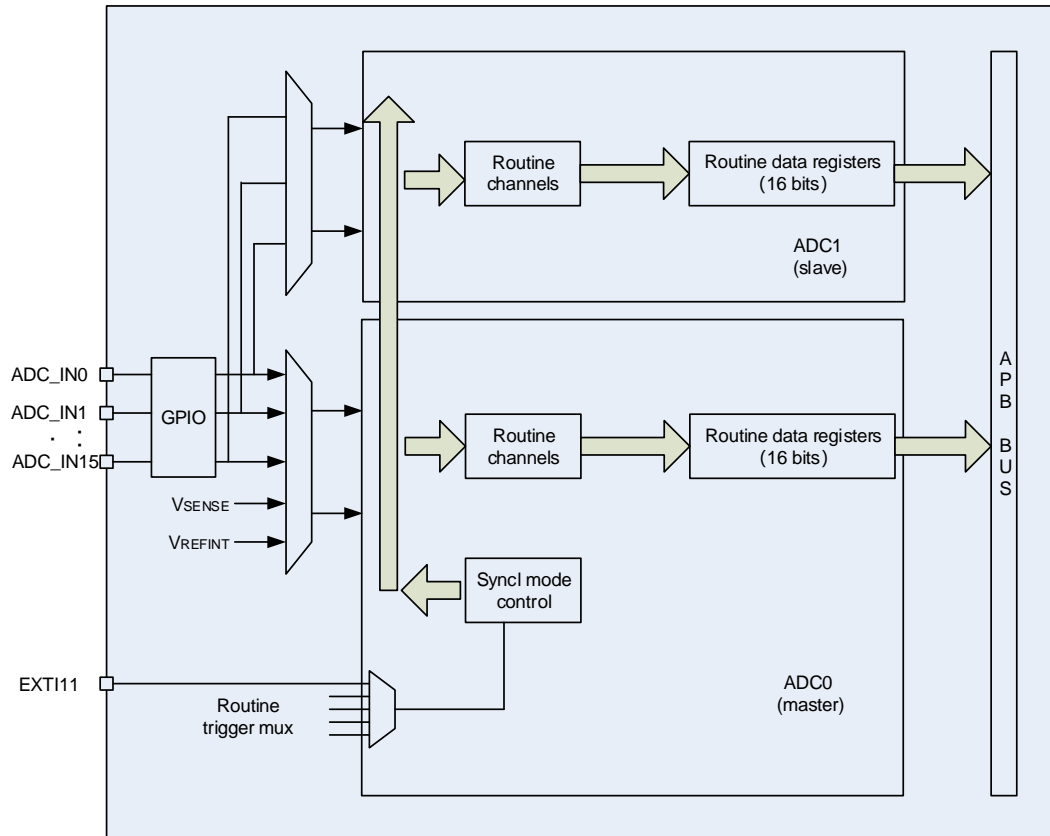 Routine
channels
Routine data registers
(16 bits)
ADC1
(slave)
ADC_IN0
ADC_IN1
. :
ADC_IN15
GPIO
VSENSE
VREFINT
Routine
channels
Routine data registers
(16 bits)
A
P
B
B
U
S
Syncl mode
control
EXTI11
Routine
trigger mux
ADC0
(master)